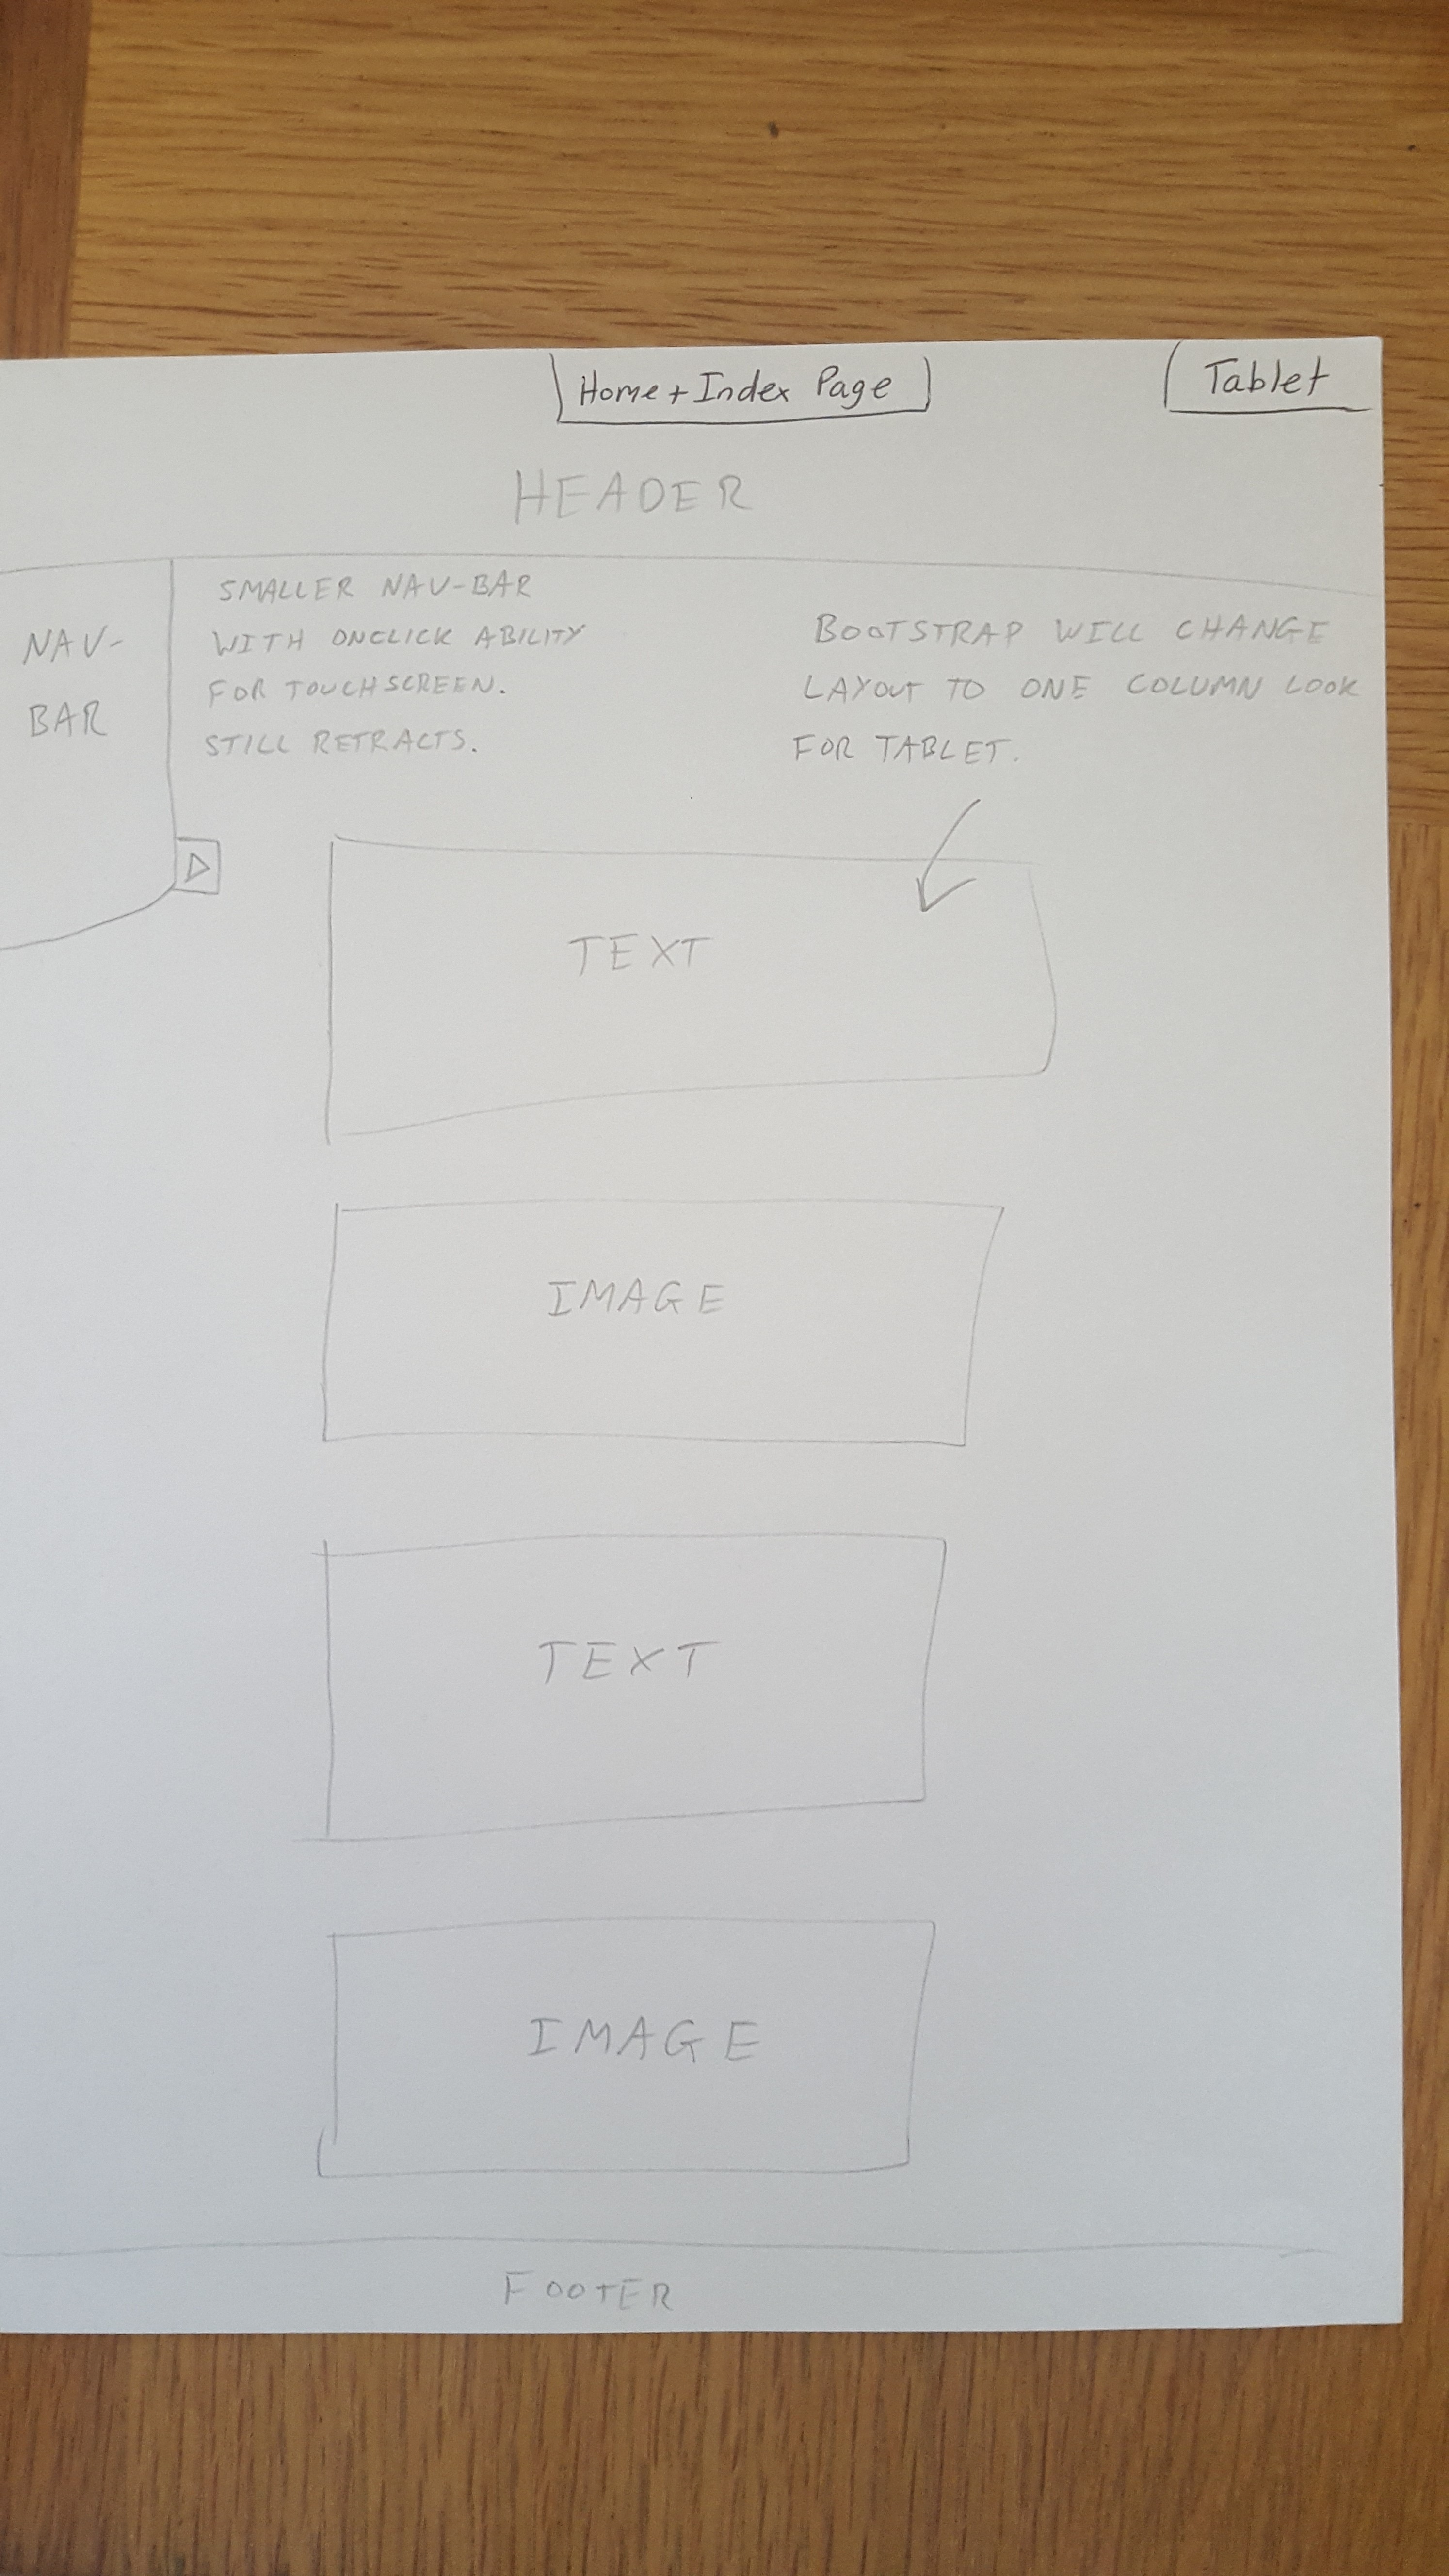 Home + Index Page
Tablet
HEADER
NAV-
BAR
SMALLER NAV-BAR
WITH ONCLICK ABILITY
FOR TOUCHSCREEN.
STILL RETRACTS.
BOOTSTRAP WILL CHANGE
LAYOUT TO ONE COLUMN LOOK
FOR TABLET.
TEXT
IMAGE
TEXT
IMAGE
FOOTER